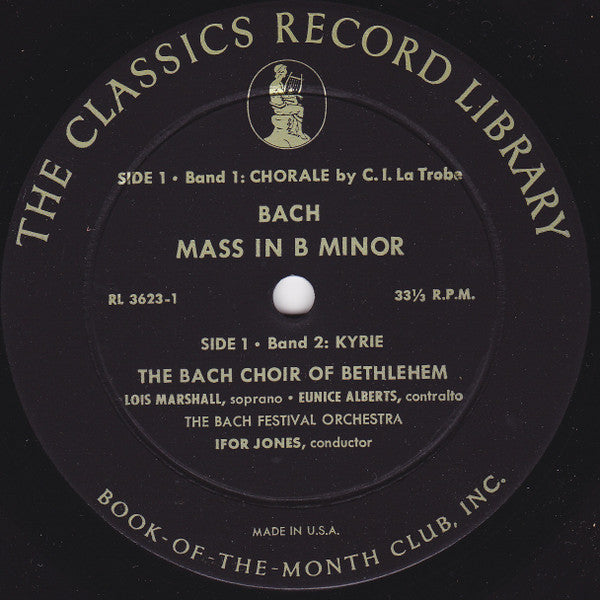 THE CLASSICS RECORD LIBRARY
SIDE 1 • Band 1: CHORALE by C. I. La Trobe
BACH
MASS IN B MINOR
RL 3623-1
33⅓ R.P.M.
SIDE 1 • Band 2: KYRIE
THE BACH CHOIR OF BETHLEHEM
LOIS MARSHALL, soprano • EUNICE ALBERTS, contralto
THE BACH FESTIVAL ORCHESTRA
IFOR JONES, conductor
MADE IN U.S.A.
BOOK-OF-THE-MONTH CLUB, INC.